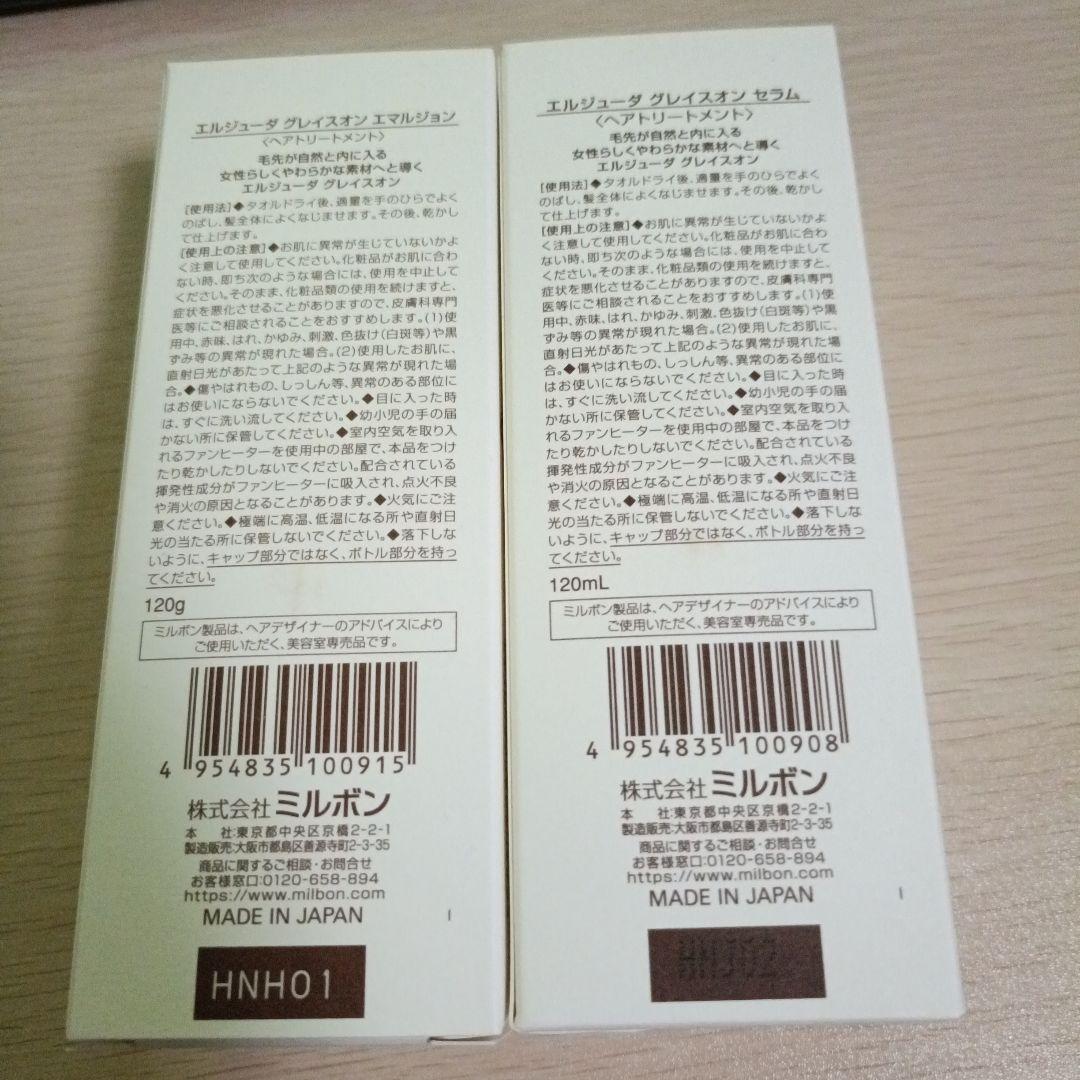 エルジューダ グレイスオン エマルジョン
〈ヘアトリートメント〉
毛先が自然と内に入る
女性らしくやわらかな素材へと導く
エルジューダ グレイスオン
[使用法]◆タオルドライ後、適量を手のひらでよく
のばし、髪全体によくなじませます。その後、乾かし
て仕上げます。
[使用上の注意]◆お肌に異常が生じていないかよ
く注意して使用してください。化粧品がお肌に合わ
ない時、即ち次のような場合には、使用を中止して
ください。そのまま、化粧品類の使用を続けますと、
症状を悪化させることがありますので、皮膚科専門
医等にご相談されることをおすすめします。(1)使
用中、赤味、はれ、かゆみ、刺激、色抜け(白斑等)や黒
ずみ等の異常が現れた場合。(2)使用したお肌に、
直射日光があたって上記のような異常が現れた場
合。◆傷やはれもの、しっしん等、異常のある部位に
はお使いにならないでください。◆目に入った時
は、すぐに洗い流してください。◆幼小児の手の届
かない所に保管してください。◆室内空気を取り入
れるファンヒーターを使用中の部屋で、本品をつけ
たり乾かしたりしないでください。配合されている
揮発性成分がファンヒーターに吸入され、点火不良
や消火の原因となることがあります。◆火気にご注
意ください。◆極端に高温、低温になる所や直射日
光の当たる所に保管しないでください。◆落下しな
いように、キャップ部分ではなく、ボトル部分を持っ
てください。
120g
ミルボン製品は、ヘアデザイナーのアドバイスにより
ご使用いただく、美容室専売品です。
4 954835 100915
株式会社 ミルボン
本 社:東京都中央区京橋2-2-1
製造販売:大阪市都島区善源寺町2-3-35
商品に関するご相談・お問合せ
お客様窓口:0120-658-894
https://www.milbon.com
MADE IN JAPAN I
HNH01
エルジューダ グレイスオン セラム
〈ヘアトリートメント〉
毛先が自然と内に入る
女性らしくやわらかな素材へと導く
エルジューダ グレイスオン
[使用法]◆タオルドライ後、適量を手のひらでよく
のばし、髪全体によくなじませます。その後、乾かし
て仕上げます。
[使用上の注意]◆お肌に異常が生じていないかよ
く注意して使用してください。化粧品がお肌に合わ
ない時、即ち次のような場合には、使用を中止して
ください。そのまま、化粧品類の使用を続けますと、
症状を悪化させることがありますので、皮膚科専門
医等にご相談されることをおすすめします。(1)使
用中、赤味、はれ、かゆみ、刺激、色抜け(白斑等)や黒
ずみ等の異常が現れた場合。(2)使用したお肌に、
直射日光があたって上記のような異常が現れた場
合。◆傷やはれもの、しっしん等、異常のある部位に
はお使いにならないでください。◆目に入った時
は、すぐに洗い流してください。◆幼小児の手の届
かない所に保管してください。◆室内空気を取り入
れるファンヒーターを使用中の部屋で、本品をつけ
たり乾かしたりしないでください。配合されている
揮発性成分がファンヒーターに吸入され、点火不良
や消火の原因となることがあります。◆火気にご注
意ください。◆極端に高温、低温になる所や直射日
光の当たる所に保管しないでください。◆落下しな
いように、キャップ部分ではなく、ボトル部分を持っ
てください。
120mL
ミルボン製品は、ヘアデザイナーのアドバイスにより
ご使用いただく、美容室専売品です。
4 954835 100908
株式会社 ミルボン
本 社:東京都中央区京橋2-2-1
製造販売:大阪市都島区善源寺町2-3-35
商品に関するご相談・お問合せ
お客様窓口:0120-658-894
https://www.milbon.com
MADE IN JAPAN I